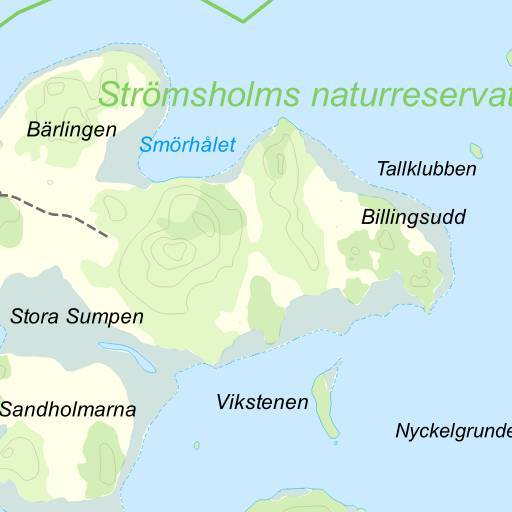 Strömsholms naturreservat
Bärlingen
Smörhålet
Tallklubben
Billingsudd
Stora Sumpen
Vikstenen
Sandholmarna
Nyckelgrunde